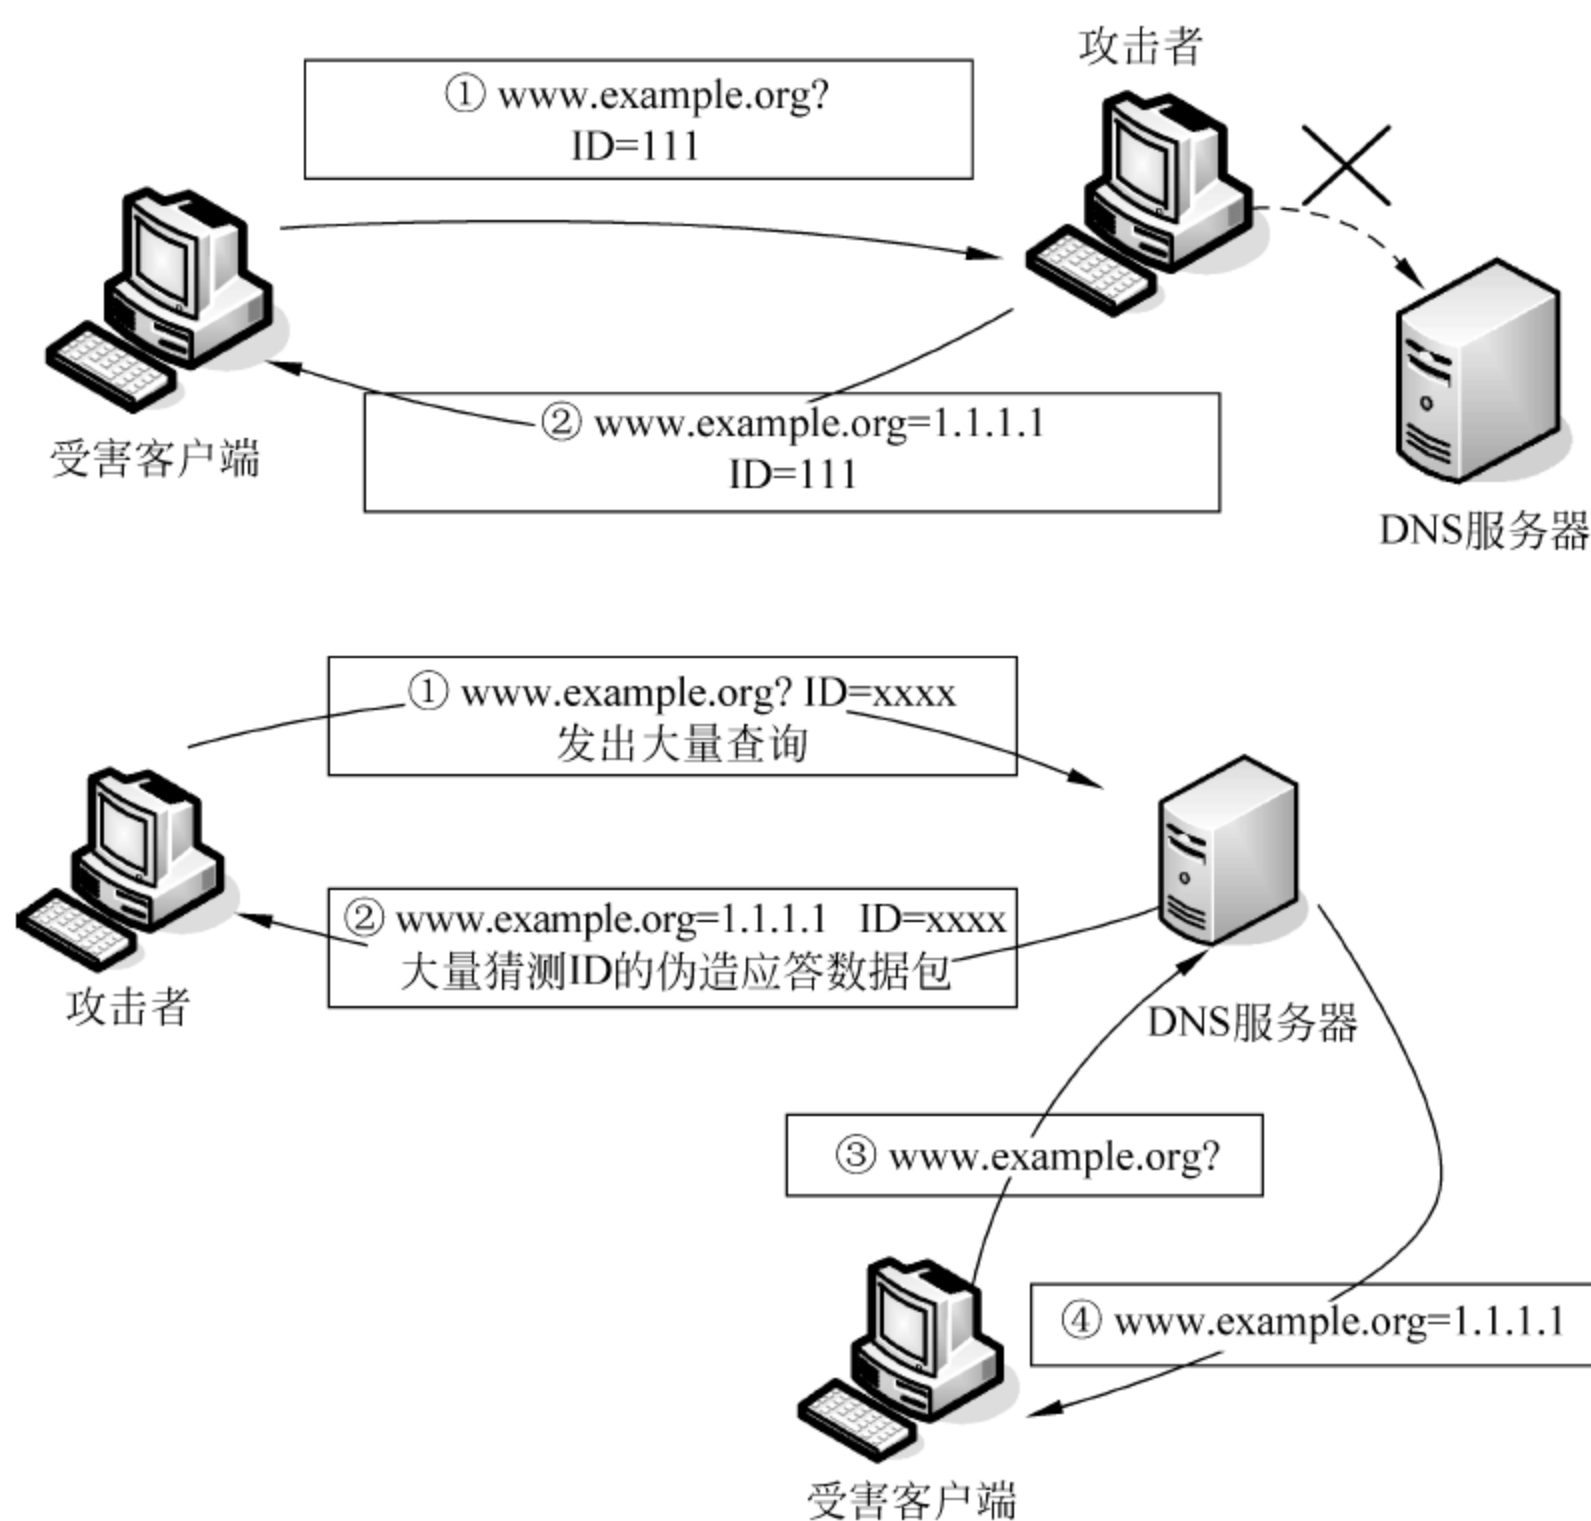 攻击者
① www.example.org?
ID=111
② www.example.org=1.1.1.1
ID=111
受害客户端
DNS服务器
① www.example.org? ID=xxxx
发出大量查询
② www.example.org=1.1.1.1 ID=xxxx
大量猜测ID的伪造应答数据包
攻击者
DNS服务器
③ www.example.org?
④ www.example.org=1.1.1.1
受害客户端